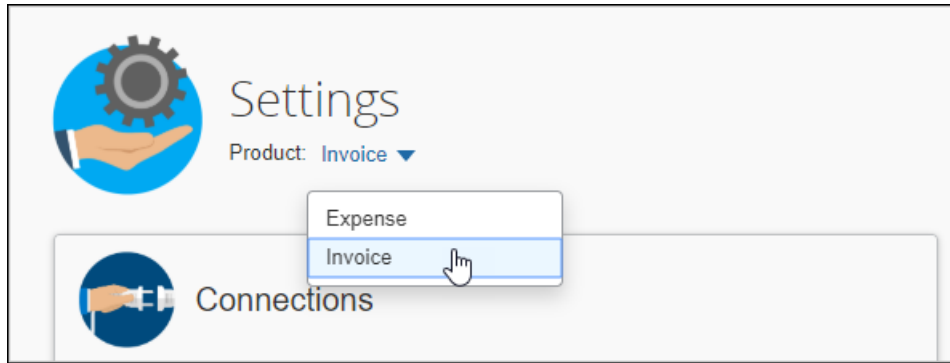 Settings
Product: Invoice
Expense
Invoice
Connections